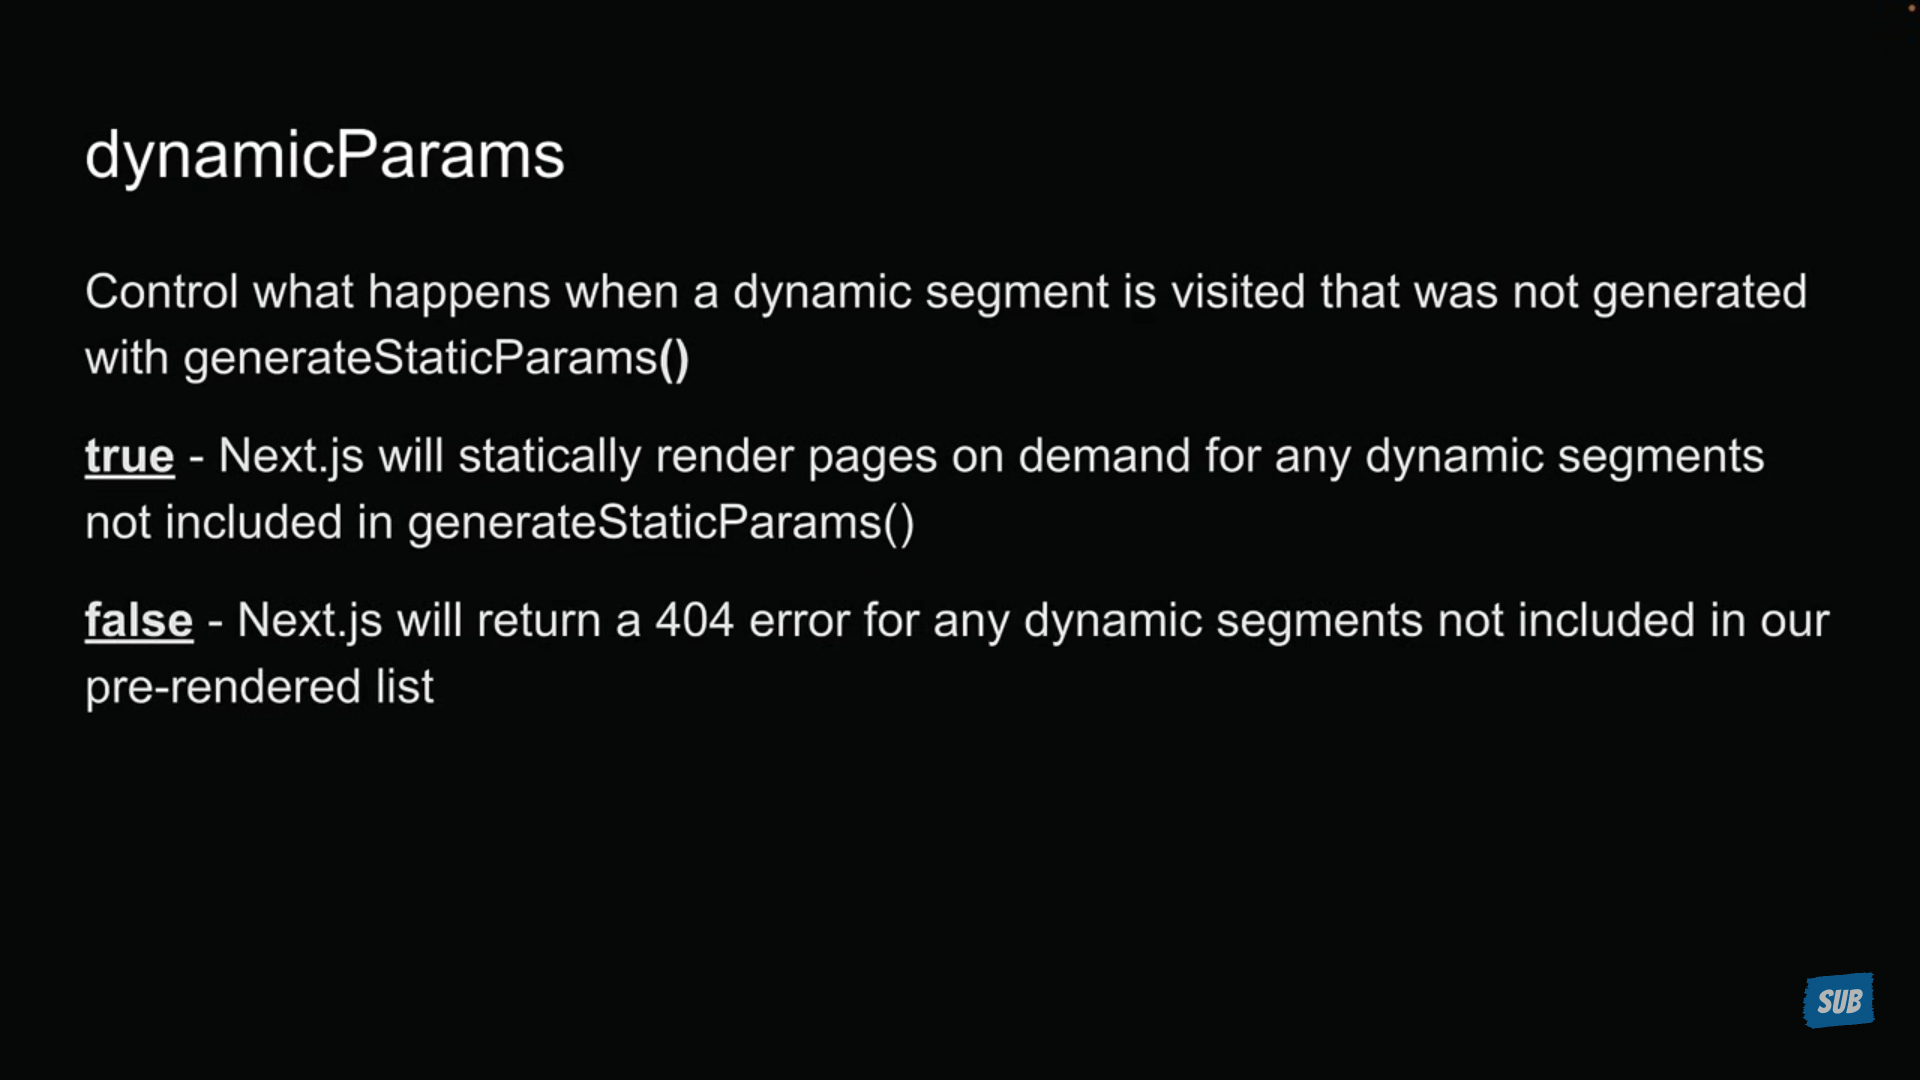 dynamicParams
Control what happens when a dynamic segment is visited that was not generated
with generateStaticParams()
true - Next.js will statically render pages on demand for any dynamic segments
not included in generateStaticParams()
false - Next.js will return a 404 error for any dynamic segments not included in our
pre-rendered list
SUB